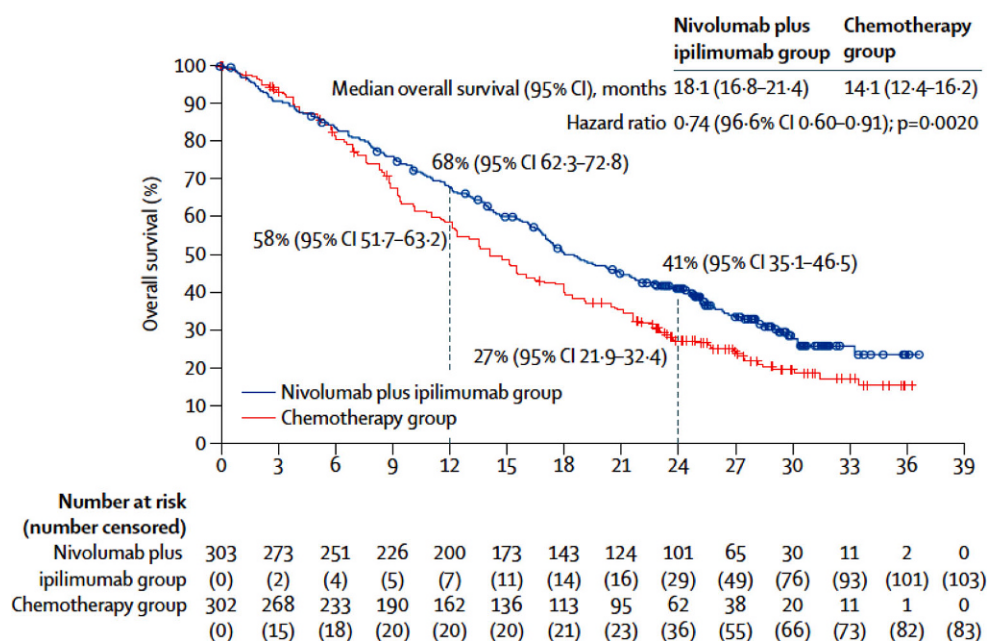 Nivolumab plus ipilimumab group Chemotherapy group
Median overall survival (95% CI), months 18·1 (16·8–21·4) 14·1 (12·4–16·2)
Hazard ratio 0·74 (96·6% CI 0·60–0·91); p=0·0020
100
90
80
70
60
50
40
30
20
10
0
Overall survival (%)
68% (95% CI 62·3–72·8)
58% (95% CI 51·7–63·2)
41% (95% CI 35·1–46·5)
27% (95% CI 21·9–32·4)
Nivolumab plus ipilimumab group
Chemotherapy group
0 3 6 9 12 15 18 21 24 27 30 33 36 39
Number at risk
(number censored)
Nivolumab plus 303 273 251 226 200 173 143 124 101 65 30 11 2 0
ipilimumab group (0) (2) (4) (5) (7) (11) (14) (16) (29) (49) (76) (93) (101) (103)
Chemotherapy group 302 268 233 190 162 136 113 95 62 38 20 11 1 0
(0) (15) (18) (20) (20) (20) (21) (23) (36) (55) (66) (73) (82) (83)